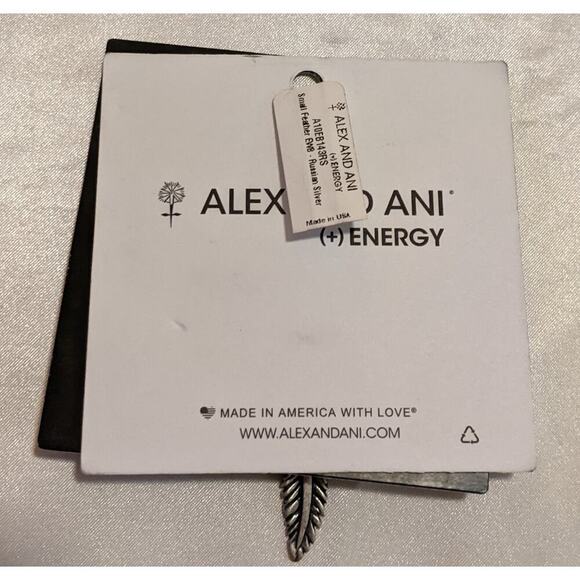 ALEX AND ANI
(+) ENERGY
A10EB143RS
Small Feather EWB - Russian Silver
Made in USA
ALEX D ANI®
(+) ENERGY
MADE IN AMERICA WITH LOVE®
WWW.ALEXANDANI.COM